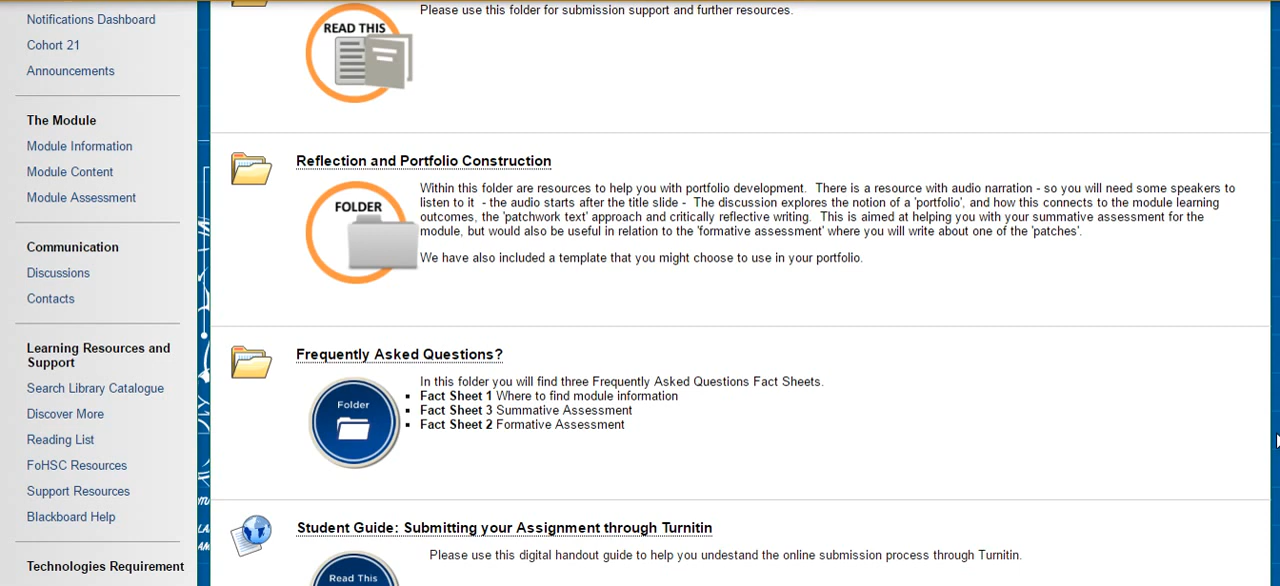 Notifications Dashboard
Cohort 21
Announcements
The Module
Module Information
Module Content
Module Assessment
Communication
Discussions
Contacts
Learning Resources and
Support
Search Library Catalogue
Discover More
Reading List
FoHSC Resources
Support Resources
Blackboard Help
Technologies Requirement
Please use this folder for submission support and further resources.
READ THIS
Reflection and Portfolio Construction
FOLDER
Within this folder are resources to help you with portfolio development. There is a resource with audio narration - so you will need some speakers to
listen to it - the audio starts after the title slide - The discussion explores the notion of a 'portfolio', and how this connects to the module learning
outcomes, the 'patchwork text' approach and critically reflective writing. This is aimed at helping you with your summative assessment for the
module, but would also be useful in relation to the 'formative assessment' where you will write about one of the 'patches'.
We have also included a template that you might choose to use in your portfolio.
Frequently Asked Questions?
Folder
In this folder you will find three Frequently Asked Questions Fact Sheets.
Fact Sheet 1 Where to find module information
Fact Sheet 3 Summative Assessment
Fact Sheet 2 Formative Assessment
Student Guide: Submitting your Assignment through Turnitin
Please use this digital handout guide to help you undestand the online submission process through Turnitin.
Read This